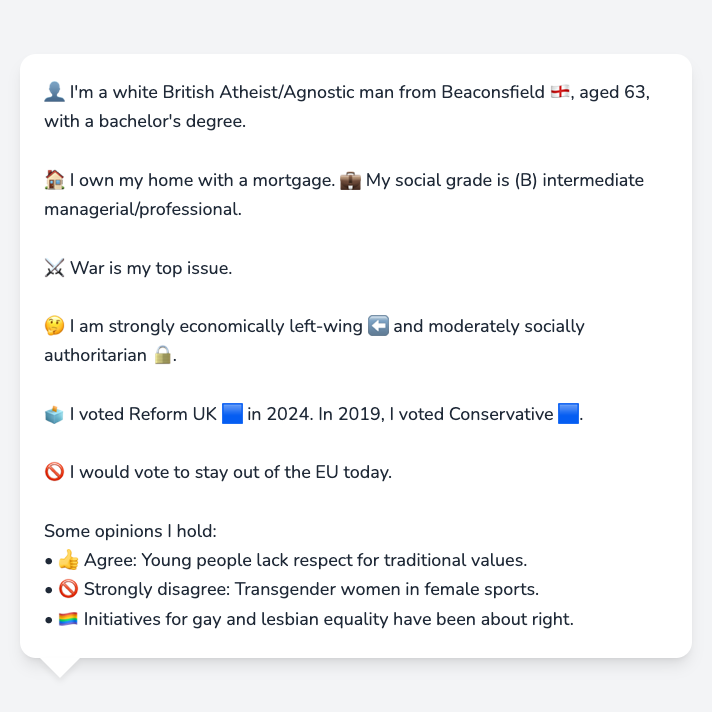 👤 I'm a white British Atheist/Agnostic man from Beaconsfield 🏴󠁧󠁢󠁥󠁮󠁧󠁿, aged 63,
with a bachelor's degree.
🏠 I own my home with a mortgage. 💼 My social grade is (B) intermediate
managerial/professional.
⚔️ War is my top issue.
🤔 I am strongly economically left-wing ⬅️ and moderately socially
authoritarian 🔒.
🗳️ I voted Reform UK 🟦 in 2024. In 2019, I voted Conservative 🟦.
🚫 I would vote to stay out of the EU today.
Some opinions I hold:
• 👍 Agree: Young people lack respect for traditional values.
• 🚫 Strongly disagree: Transgender women in female sports.
• 🏳️‍🌈 Initiatives for gay and lesbian equality have been about right.